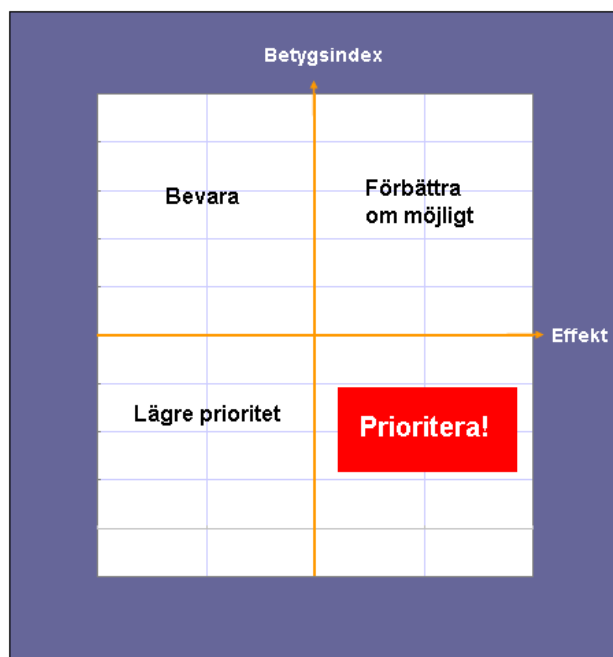 Betygsindex
Bevara
Förbättra
om möjligt
Effekt
Lägre prioritet
Prioritera!